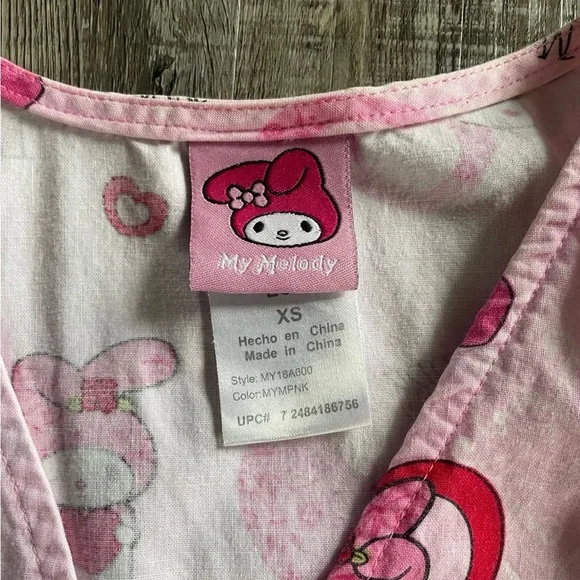 My Melody
XS
Hecho en China
Made in China
Style: MY18A600
Color:MYMPNK
UPC# 7 2484186756